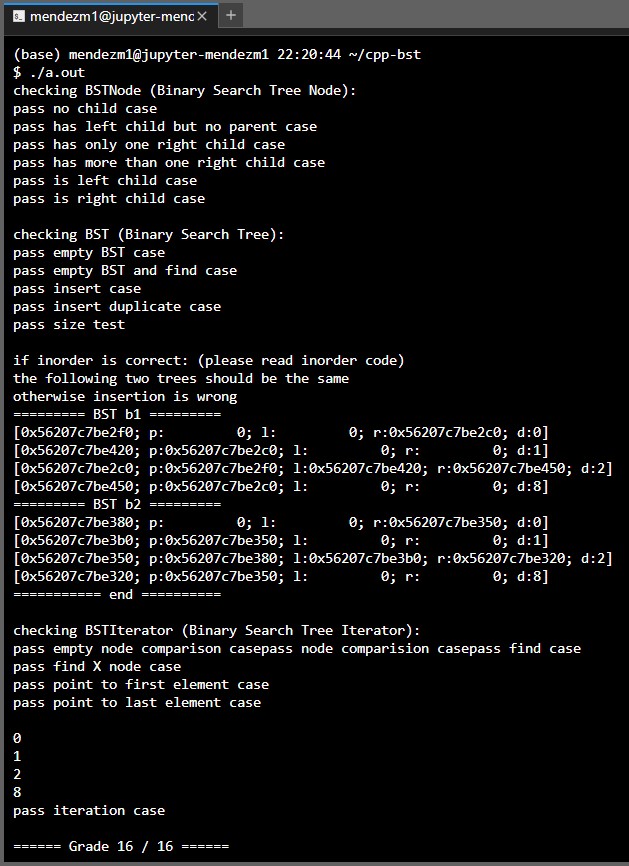 mendezm1@jupyter-mend × +
(base) mendezm1@jupyter-mendezm1 22:20:44 ~/cpp-bst
$ ./a.out
checking BSTNode (Binary Search Tree Node):
pass no child case
pass has left child but no parent case
pass has only one right child case
pass has more than one right child case
pass is left child case
pass is right child case
checking BST (Binary Search Tree):
pass empty BST case
pass empty BST and find case
pass insert case
pass insert duplicate case
pass size test
if inorder is correct: (please read inorder code)
the following two trees should be the same
otherwise insertion is wrong
========= BST b1 =========
[0x56207c7be2f0; p:         0; l:         0; r:0x56207c7be2c0; d:0]
[0x56207c7be420; p:0x56207c7be2c0; l:         0; r:         0; d:1]
[0x56207c7be2c0; p:0x56207c7be2f0; l:0x56207c7be420; r:0x56207c7be450; d:2]
[0x56207c7be450; p:0x56207c7be2c0; l:         0; r:         0; d:8]
========= BST b2 =========
[0x56207c7be380; p:         0; l:         0; r:0x56207c7be350; d:0]
[0x56207c7be3b0; p:0x56207c7be350; l:         0; r:         0; d:1]
[0x56207c7be350; p:0x56207c7be380; l:0x56207c7be3b0; r:0x56207c7be320; d:2]
[0x56207c7be320; p:0x56207c7be350; l:         0; r:         0; d:8]
=========== end ==========
checking BSTIterator (Binary Search Tree Iterator):
pass empty node comparison casepass node comparision casepass find case
pass find X node case
pass point to first element case
pass point to last element case
0
1
2
8
pass iteration case
====== Grade 16 / 16 ======